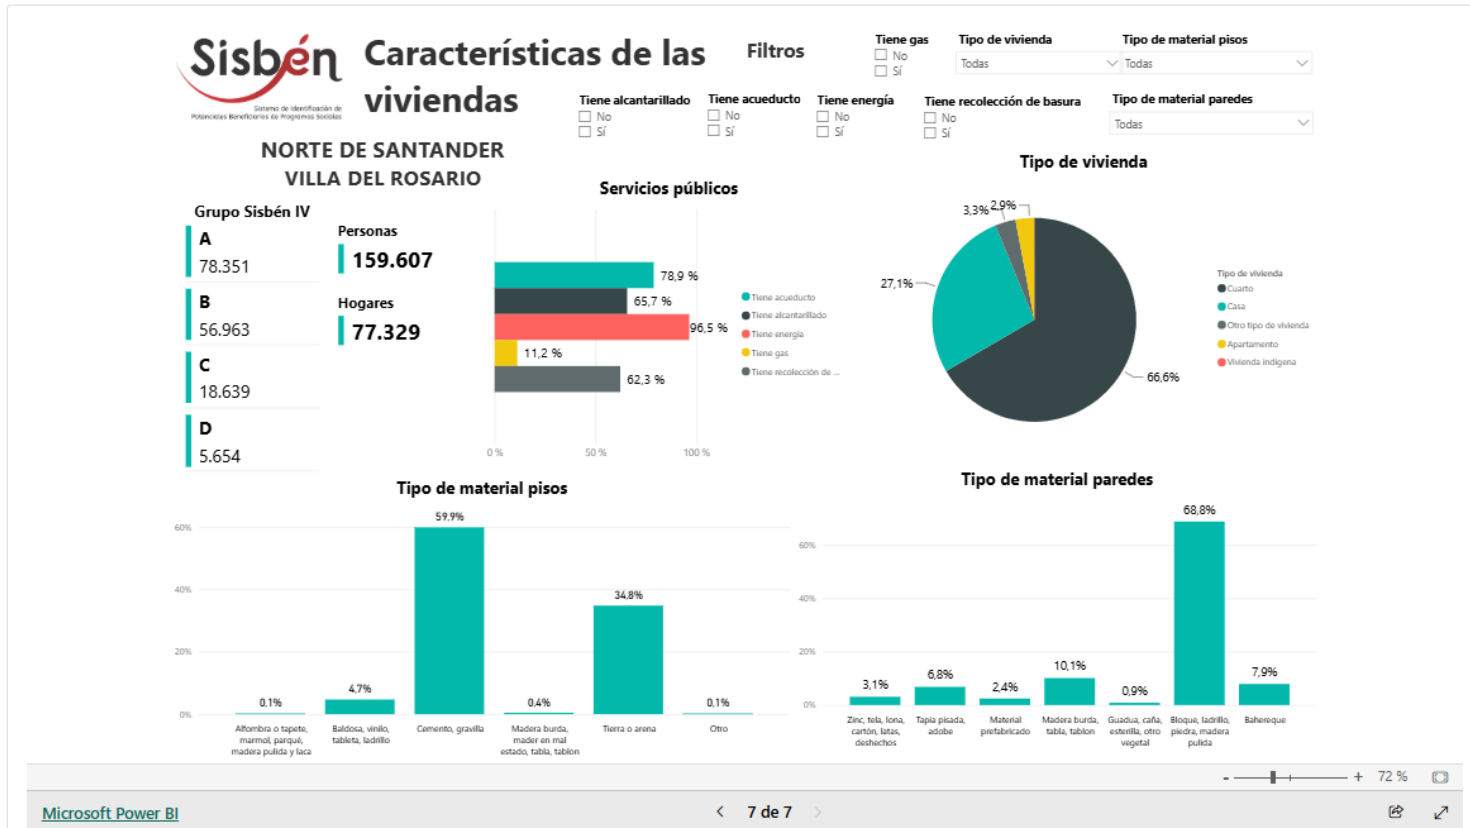 Sisbén
Sistema de Identificación de
Potenciales Beneficiarios de Programas Sociales
Características de las
viviendas
NORTE DE SANTANDER
VILLA DEL ROSARIO
Filtros
Tiene gas
No
Sí
Tipo de vivienda
Todas
Tipo de material pisos
Todas
Tiene alcantarillado
No
Sí
Tiene acueducto
No
Sí
Tiene energía
No
Sí
Tiene recolección de basura
No
Sí
Tipo de material paredes
Todas
Grupo Sisbén IV
A
78.351
B
56.963
C
18.639
D
5.654
Personas
159.607
Hogares
77.329
Servicios públicos
78,9 %
65,7 %
96,5 %
11,2 %
62,3 %
0 %
50 %
100 %
Tiene acueducto
Tiene alcantarillado
Tiene energía
Tiene gas
Tiene recolección de ...
Tipo de vivienda
3,3%
2,9%
27,1%
66,6%
Tipo de vivienda
Cuarto
Casa
Otro tipo de vivienda
Apartamento
Vivienda indígena
Tipo de material pisos
60%
40%
20%
0%
0,1%
4,7%
59,9%
0,4%
34,8%
0,1%
Alfombra o tapete,
marmol, parqué,
madera pulida y laca
Baldosa, vinilo,
tableta, ladrillo
Cemento, gravilla
Madera burda,
mader en mal
estado, tabla, tablon
Tierra o arena
Otro
Tipo de material paredes
60%
40%
20%
0%
3,1%
6,8%
2,4%
10,1%
0,9%
68,8%
7,9%
Zinc, tela, lona,
cartón, latas,
deshechos
Tapia pisada,
adobe
Material
prefabricado
Madera burda,
tabla, tablon
Guadua, caña,
esterilla, otro
vegetal
Bloque, ladrillo,
piedra, madera
pulida
Bahereque
- + 72 %
Microsoft Power BI
7 de 7